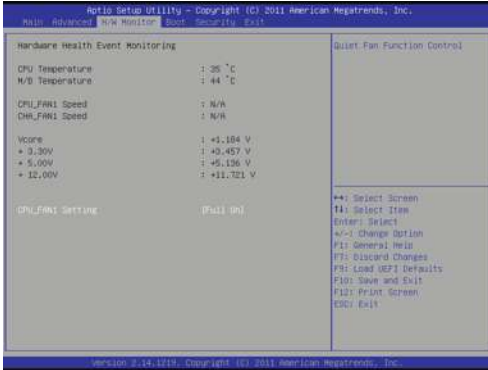 Aptio Setup Utility - Copyright (C) 2011 American Megatrends, Inc.
Main Advanced H/W Monitor Boot Security Exit
Hardware Health Event Monitoring
Quiet Fan Function Control
CPU Temperature : 35 °C
M/B Temperature : 44 °C
CPU_FAN1 Speed : N/A
CHA_FAN1 Speed : N/A
Vcore : +1.184 V
+ 3.30V : +3.457 V
+ 5.00V : +5.136 V
+ 12.00V : +11.721 V
CPU_FAN1 Setting [Full On]
↔: Select Screen
↑↓: Select Item
Enter: Select
+/-: Change Option
F1: General Help
F7: Discard Changes
F9: Load UEFI Defaults
F10: Save and Exit
F12: Print Screen
ESC: Exit
Version 2.14.1219. Copyright (C) 2011 American Megatrends, Inc.